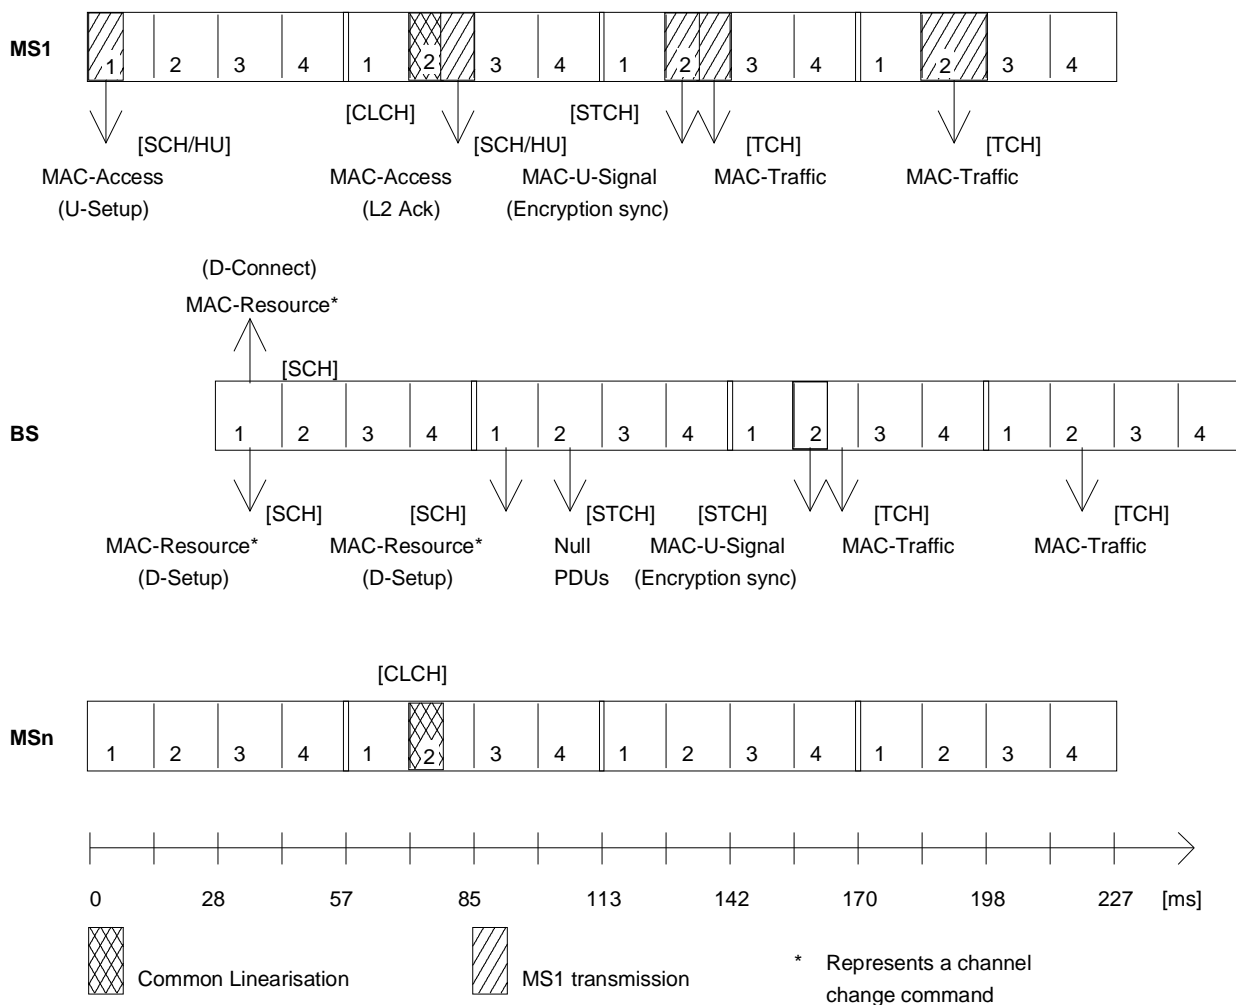 MS1
1 2 3 4 1 2 3 4 1 2 3 4 1 2 3 4
[CLCH] [STCH]
[SCH/HU] [SCH/HU] [TCH] [TCH]
MAC-Access MAC-Access MAC-U-Signal MAC-Traffic MAC-Traffic
(U-Setup) (L2 Ack) (Encryption sync)
(D-Connect)
MAC-Resource*
[SCH]
BS
1 2 3 4 1 2 3 4 1 2 3 4 1 2 3 4
[SCH] [SCH] [STCH] [STCH] [TCH] [TCH]
MAC-Resource* MAC-Resource* Null MAC-U-Signal MAC-Traffic MAC-Traffic
(D-Setup) (D-Setup) PDUs (Encryption sync)
[CLCH]
MSn
1 2 3 4 1 2 3 4 1 2 3 4 1 2 3 4
0 28 57 85 113 142 170 198 227 [ms]
Common Linearisation MS1 transmission * Represents a channel
change command